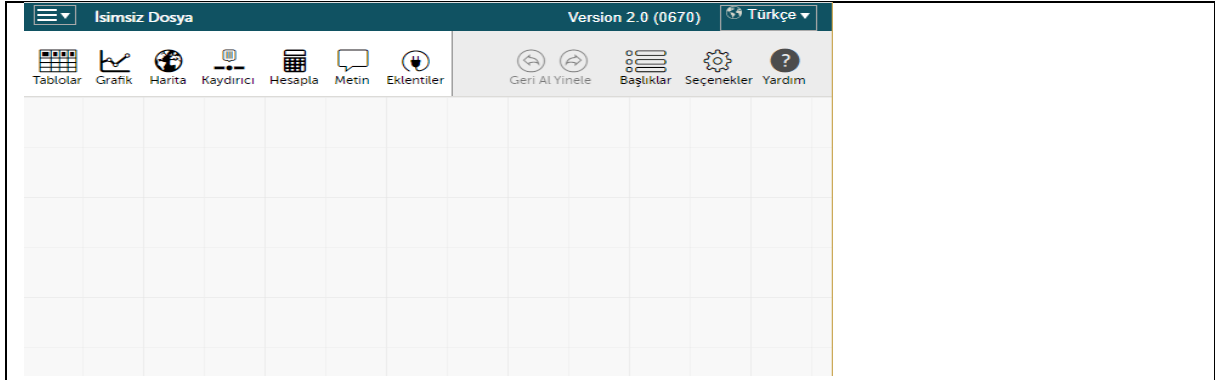 İsimsiz Dosya Version 2.0 (0670) Türkçe
Tablolar Grafik Harita Kaydırıcı Hesapla Metin Eklentiler Geri Al Yinele Başlıklar Seçenekler Yardım